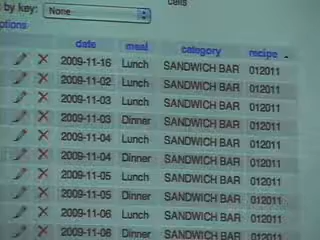 by key: None
cells
ptions
date meal category recipe
2009-11-16 Lunch SANDWICH BAR 012011
2009-11-02 Lunch SANDWICH BAR 012011
2009-11-03 Lunch SANDWICH BAR 012011
2009-11-03 Dinner SANDWICH BAR 012011
2009-11-04 Lunch SANDWICH BAR 012011
2009-11-04 Dinner SANDWICH BAR 012011
2009-11-05 Lunch SANDWICH BAR 012011
2009-11-05 Dinner SANDWICH BAR 012011
2009-11-06 Lunch SANDWICH BAR 012011
2009-11-06 Dinner SANDWICH BAR 012011